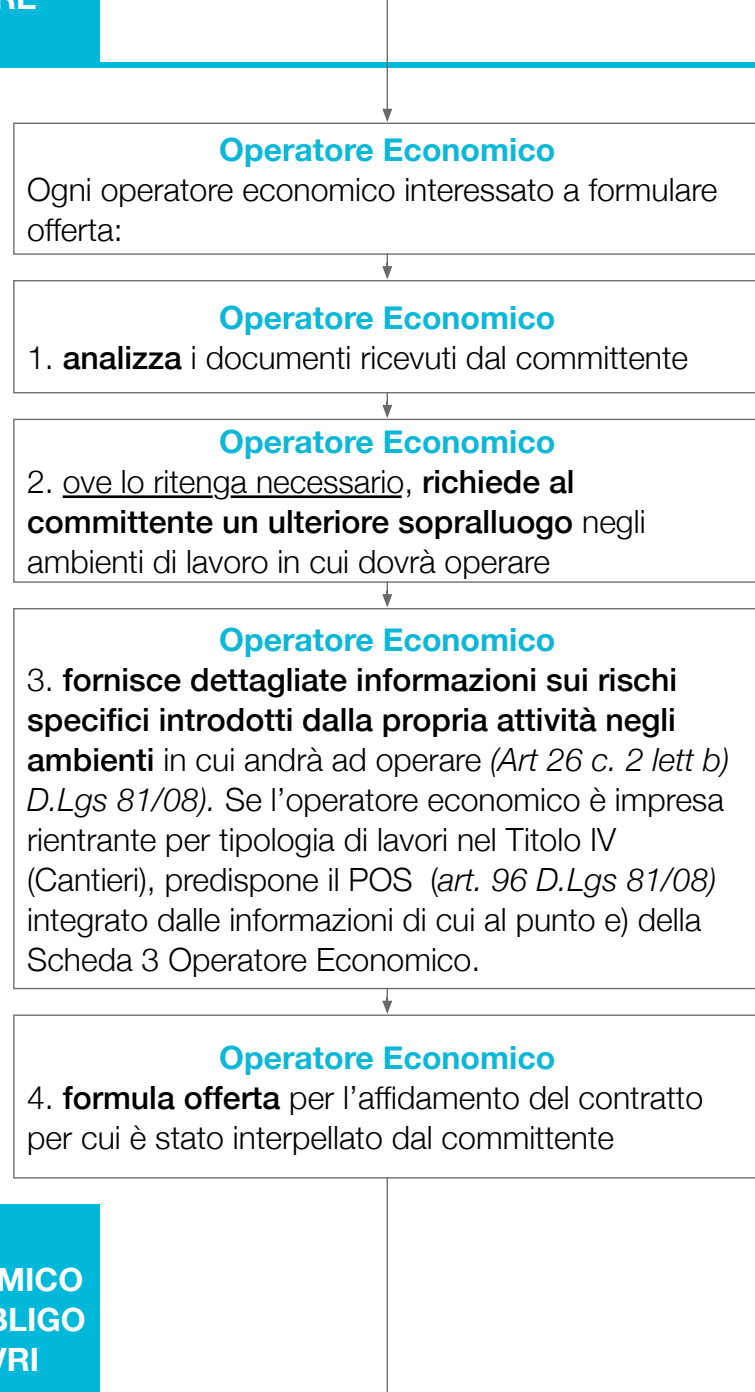 Operatore Economico
Ogni operatore economico interessato a formulare
offerta:
Operatore Economico
1. analizza i documenti ricevuti dal committente
Operatore Economico
2. ove lo ritenga necessario, richiede al
committente un ulteriore sopralluogo negli
ambienti di lavoro in cui dovrà operare
Operatore Economico
3. fornisce dettagliate informazioni sui rischi
specifici introdotti dalla propria attività negli
ambienti in cui andrà ad operare (Art 26 c. 2 lett b)
D.Lgs 81/08). Se l’operatore economico è impresa
rientrante per tipologia di lavori nel Titolo IV
(Cantieri), predispone il POS (art. 96 D.Lgs 81/08)
integrato dalle informazioni di cui al punto e) della
Scheda 3 Operatore Economico.
Operatore Economico
4. formula offerta per l’affidamento del contratto
per cui è stato interpellato dal committente
MICO
BLIGO
VRI